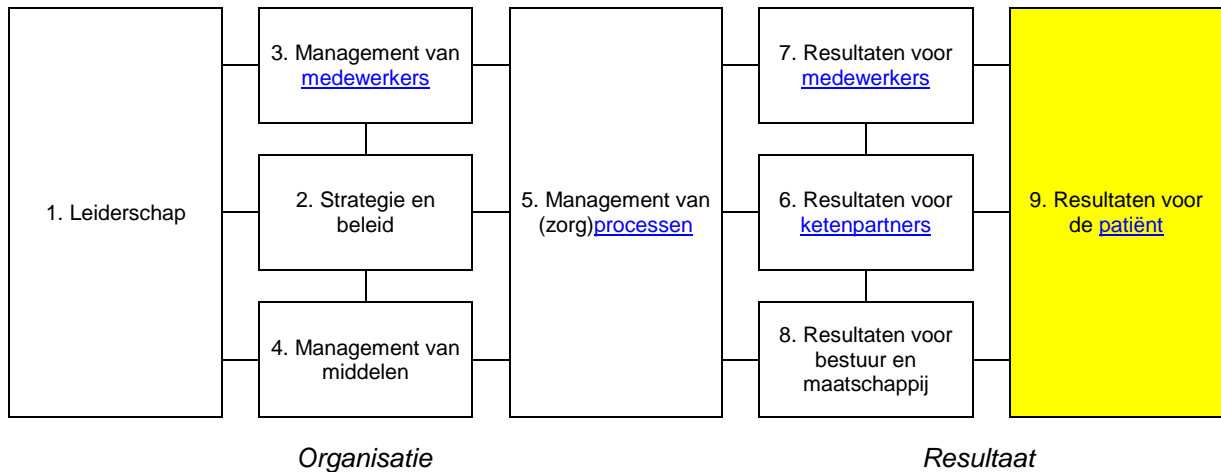 1. Leiderschap
3. Management van
medewerkers
2. Strategie en
beleid
4. Management van
middelen
5. Management van
(zorg)processen
7. Resultaten voor
medewerkers
6. Resultaten voor
ketenpartners
8. Resultaten voor
bestuur en
maatschappij
9. Resultaten voor
de patiënt
Organisatie
Resultaat